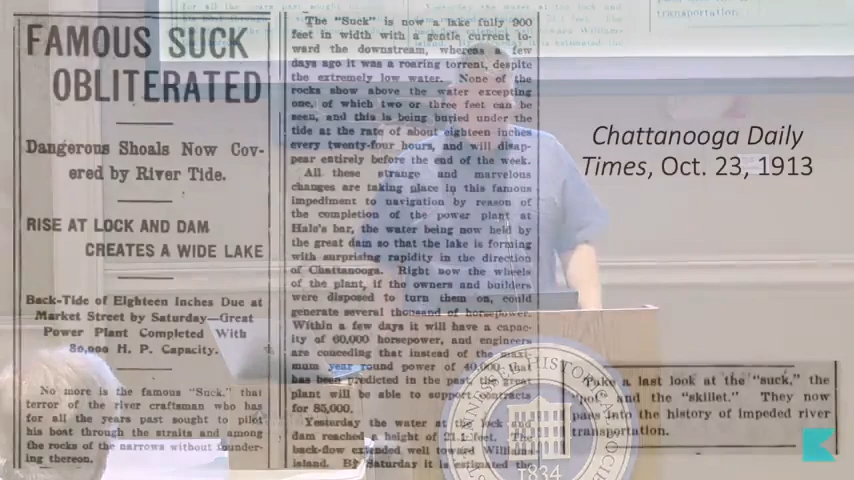 FAMOUS SUCK
OBLITERATED
Dangerous Shoals Now Cov-
ered by River Tide.
RISE AT LOCK AND DAM
CREATES A WIDE LAKE
Back-Tide of Eighteen Inches Due at
Market Street by Saturday—Great
Power Plant Completed With
80,000 H. P. Capacity.
No more is the famous "Suck," that
terror of the river craftsman who has
for all the years past sought to pilot
his boat through the straits and among
the rocks of the narrows without founder-
ing thereon.
The "Suck" is now a lake fully 900
feet in width with a gentle current to-
ward the downstream, whereas a few
days ago it was a roaring torrent, despite
the extremely low water. None of the
rocks show above the water excepting
one, of which two or three feet can be
seen, and this is being buried under the
tide at the rate of about eighteen inches
every twenty-four hours, and will disap-
pear entirely before the end of the week.
All these strange and marvelous
changes are taking place in this famous
impediment to navigation by reason of
the completion of the power plant at
Hale's bar, the water being now held by
the great dam so that the lake is forming
with surprising rapidity in the direction
of Chattanooga. Right now the wheels
of the plant, if the owners and builders
were disposed to turn them on, could
generate several thousand of horsepower.
Within a few days it will have a capac-
ity of 60,000 horsepower, and engineers
are conceding that instead of the maxi-
mum year round power of 40,000 that
has been predicted in the past, the great
plant will be able to support contracts
for 85,000.
Yesterday the water at the lock and
dam reached a height of 21.1 feet. The
back-flow extended well toward Williams
island. By Saturday it is estimated the
Chattanooga Daily
Times, Oct. 23, 1913
Take a last look at the "suck," the
"pot" and the "skillet." They now
pass into the history of impeded river
transportation.
transportation.
HISTORICAL SOCIETY
1834
K